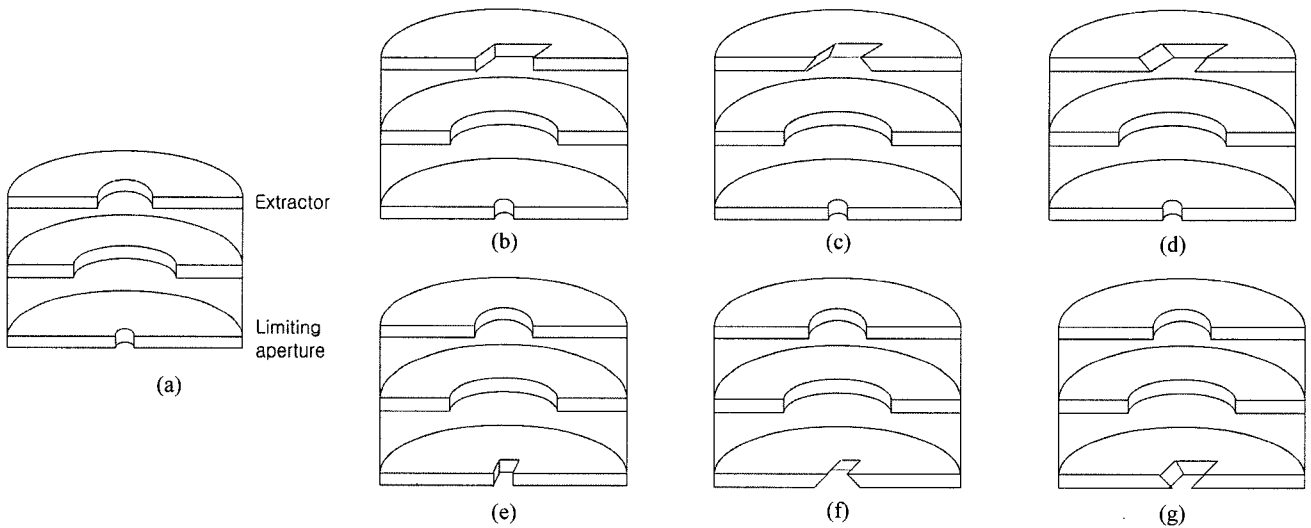 Extractor
Limiting
aperture
(a)
(b)
(c)
(d)
(e)
(f)
(g)